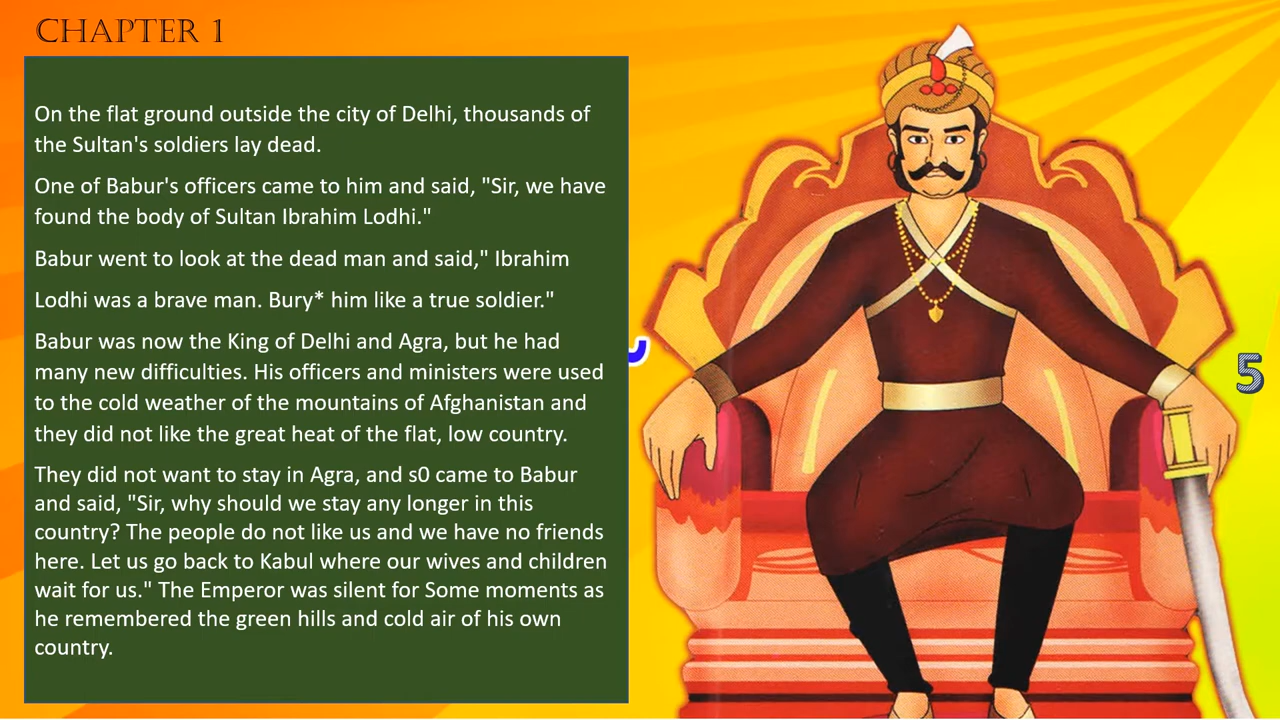 CHAPTER 1
On the flat ground outside the city of Delhi, thousands of
the Sultan's soldiers lay dead.
One of Babur's officers came to him and said, "Sir, we have
found the body of Sultan Ibrahim Lodhi."
Babur went to look at the dead man and said," Ibrahim
Lodhi was a brave man. Bury* him like a true soldier."
Babur was now the King of Delhi and Agra, but he had
many new difficulties. His officers and ministers were used
to the cold weather of the mountains of Afghanistan and
they did not like the great heat of the flat, low country.
They did not want to stay in Agra, and s0 came to Babur
and said, "Sir, why should we stay any longer in this
country? The people do not like us and we have no friends
here. Let us go back to Kabul where our wives and children
wait for us." The Emperor was silent for Some moments as
he remembered the green hills and cold air of his own
country.
5